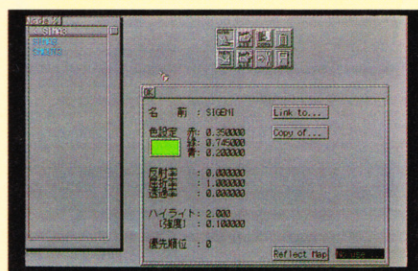 OK
名　前 : SIGEMI
Link to...
色設定 赤: 0.350000
緑: 0.745000
青: 0.200000
Copy of...
反射率 : 0.000000
屈折率 : 1.000000
透過率 : 0.000000
ハイライト: 2.000
(強度) : 0.100000
優先順位 : 0
Reflect Map